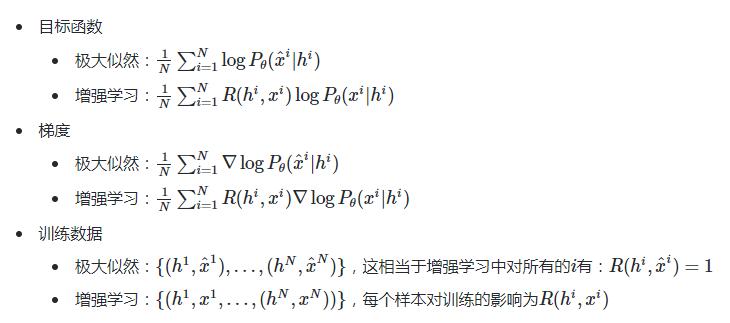 • 目标函数
• 极大似然：$\frac{1}{N}\sum_{i=1}^{N}\log P_\theta(\hat{x}^i|h^i)$
• 增强学习：$\frac{1}{N}\sum_{i=1}^{N}R(h^i,x^i)\log P_\theta(x^i|h^i)$
• 梯度
• 极大似然：$\frac{1}{N}\sum_{i=1}^{N}\nabla\log P_\theta(\hat{x}^i|h^i)$
• 增强学习：$\frac{1}{N}\sum_{i=1}^{N}R(h^i,x^i)\nabla\log P_\theta(x^i|h^i)$
• 训练数据
• 极大似然：$\{(h^1,\hat{x}^1),\ldots,(h^N,\hat{x}^N)\}$，这相当于增强学习中对所有的$i$有：$R(h^i,\hat{x}^i)=1$
• 增强学习：$\{(h^1,x^1,\ldots,(h^N,x^N))\}$，每个样本对训练的影响为$R(h^i,x^i)$